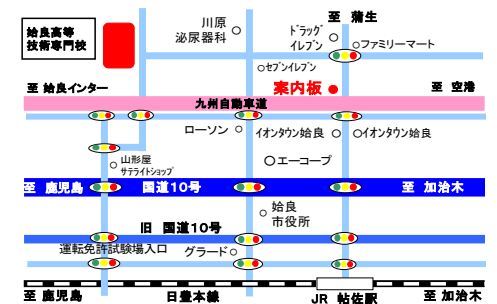 至 蒲生
川原
泌尿器科
ドラッグ
イレブン
ファミリーマート
姶良高等
技術専門校
セブンイレブン
至 姶良インター
案内板
至 空港
九州自動車道
ローソン
イオンタウン姶良
イオンタウン姶良
山形屋
サテライトショップ
エーコープ
至 鹿児島
国道10号
至 加治木
姶良
市役所
旧 国道10号
運転免許試験場入口
グラード
至 鹿児島
日豊本線
JR 帖佐駅
至 加治木